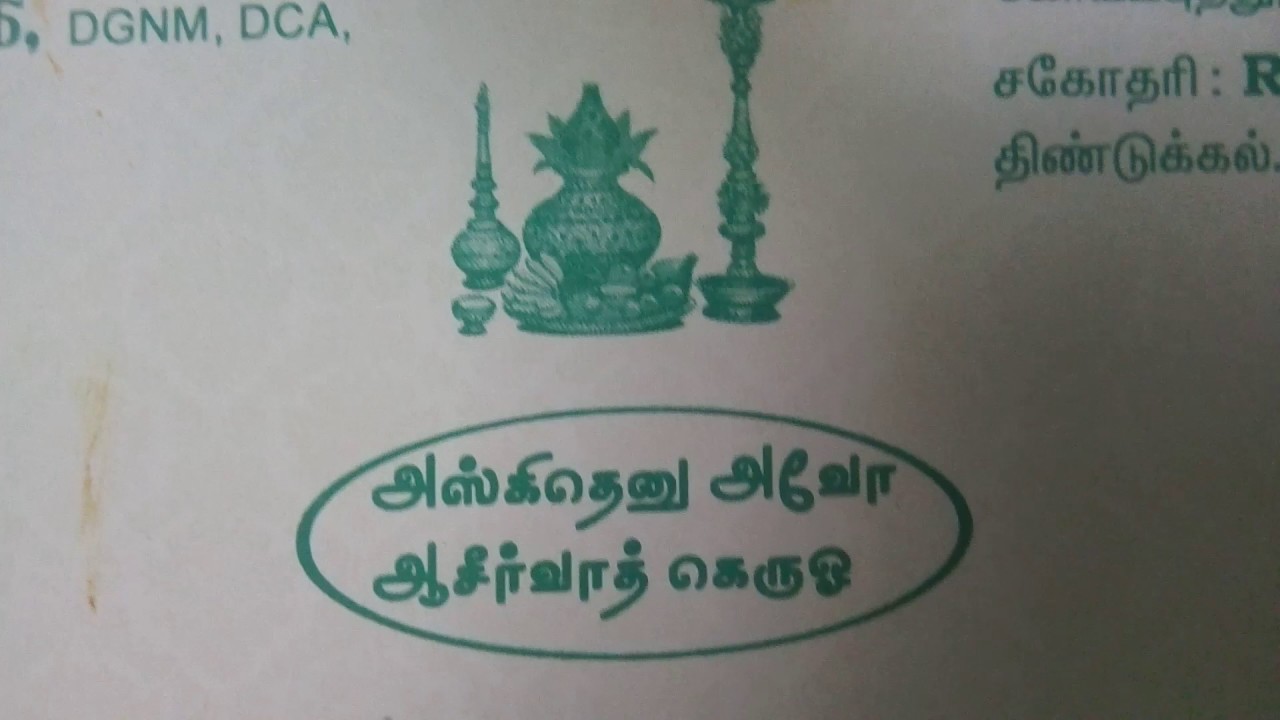 DGNM, DCA,
சகோதரி : R
திண்டுக்கல்.
அஸ்கிதெனு அவோ
ஆசீர்வாத் கெருஓ